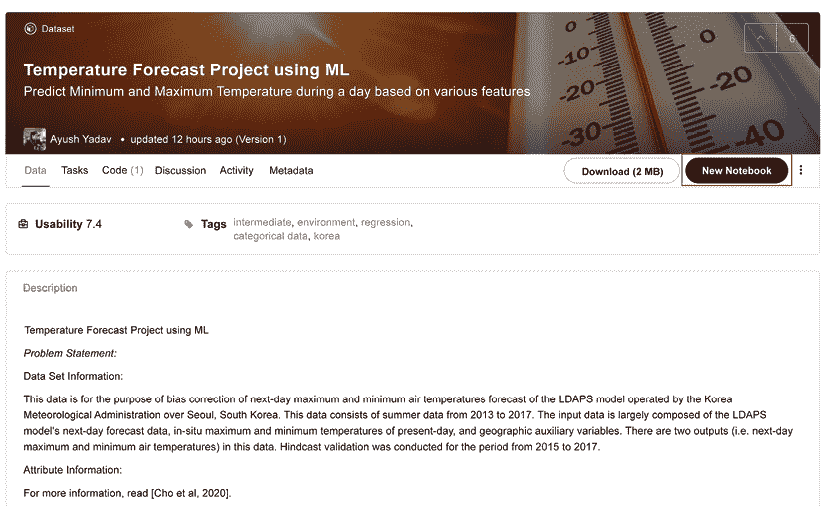 Dataset
6
Temperature Forecast Project using ML
Predict Minimum and Maximum Temperature during a day based on various features
0
-10
-20
-30
0
-20
-40
Ayush Yadav • updated 12 hours ago (Version 1)
Data Tasks Code (1) Discussion Activity Metadata Download (2 MB) New Notebook
Usability 7.4 Tags intermediate, environment, regression,
categorical data, korea
Description
Temperature Forecast Project using ML
Problem Statement:
Data Set Information:
This data is for the purpose of bias correction of next-day maximum and minimum air temperatures forecast of the LDAPS model operated by the Korea
Meteorological Administration over Seoul, South Korea. This data consists of summer data from 2013 to 2017. The input data is largely composed of the LDAPS
model's next-day forecast data, in-situ maximum and minimum temperatures of present-day, and geographic auxiliary variables. There are two outputs (i.e. next-day
maximum and minimum air temperatures) in this data. Hindcast validation was conducted for the period from 2015 to 2017.
Attribute Information:
For more information, read [Cho et al, 2020].